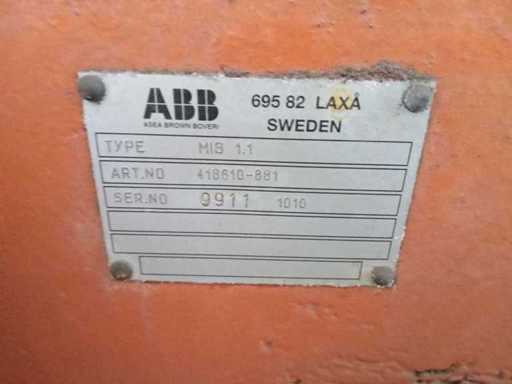 ABB
ASEA BROWN BOVERI
695 82 LAXÅ
SWEDEN
TYPE MIB 1.1
ART.NO 418610-881
SER.NO 9911 1010